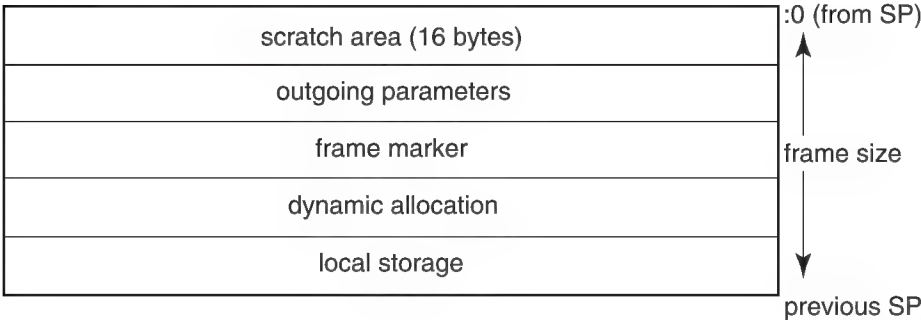 :0 (from SP)
scratch area (16 bytes)
outgoing parameters
frame marker
frame size
dynamic allocation
local storage
previous SP